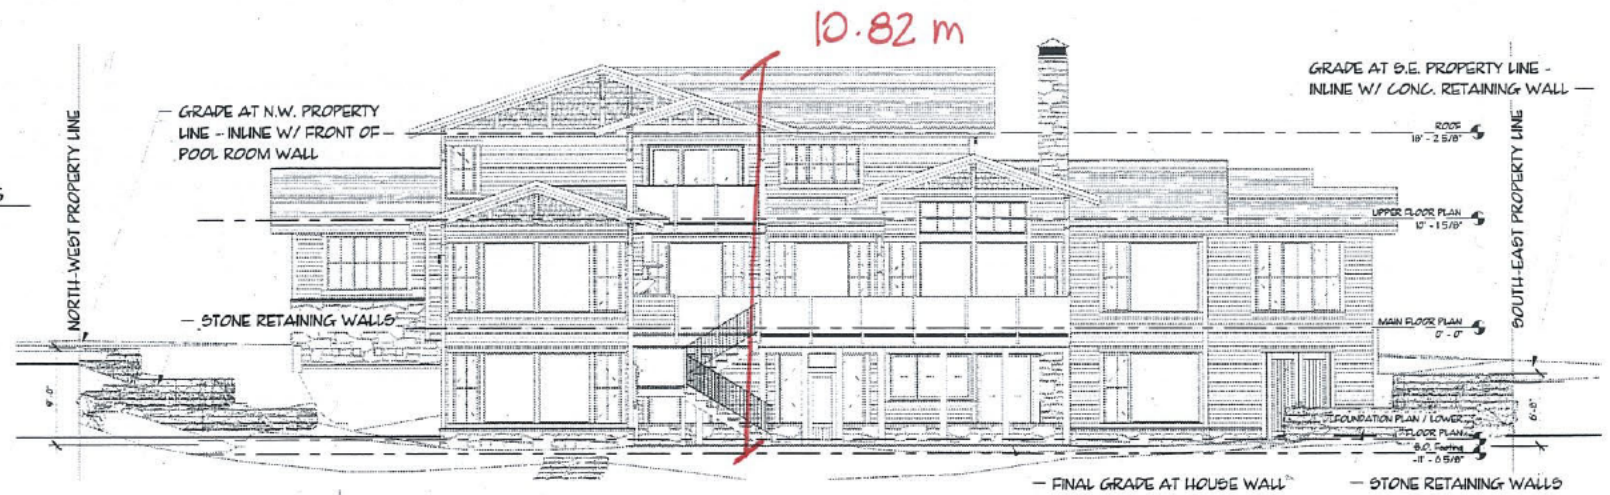 10.82 m
GRADE AT S.E. PROPERTY LINE -
INLINE W/ CONC. RETAINING WALL
GRADE AT N.W. PROPERTY
LINE - INLINE W/ FRONT OF
POOL ROOM WALL
NORTH-WEST PROPERTY LINE
SOUTH-EAST PROPERTY LINE
ROOF
18' - 2 5/8"
UPPER FLOOR PLAN
10' - 1 5/8"
STONE RETAINING WALLS
MAIN FLOOR PLAN
0' - 0"
FOUNDATION PLAN / LOWER
FLOOR PLAN
S.O. Footing
-11' - 6 5/8"
FINAL GRADE AT HOUSE WALL
STONE RETAINING WALLS